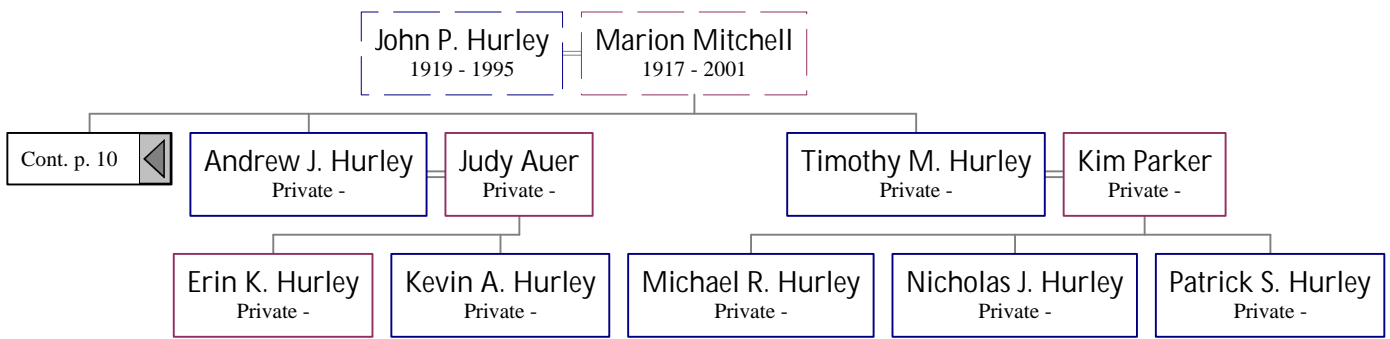 John P. Hurley
1919 - 1995
Marion Mitchell
1917 - 2001
Cont. p. 10
Andrew J. Hurley
Private -
Judy Auer
Private -
Timothy M. Hurley
Private -
Kim Parker
Private -
Erin K. Hurley
Private -
Kevin A. Hurley
Private -
Michael R. Hurley
Private -
Nicholas J. Hurley
Private -
Patrick S. Hurley
Private -